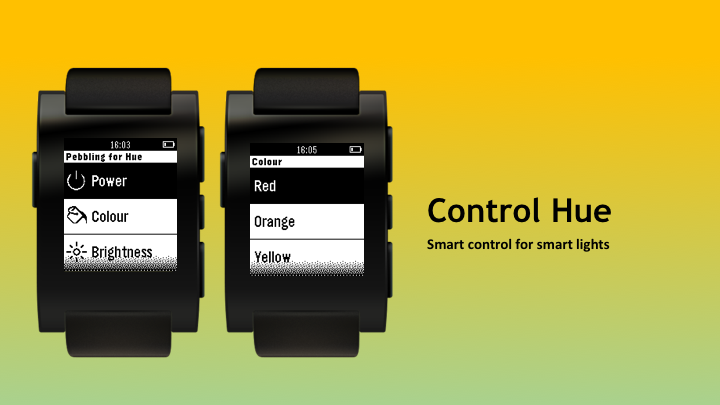 16:03
Pebbling for Hue
Power
Colour
Brightness
16:05
Colour
Red
Orange
Yellow
Control Hue
Smart control for smart lights